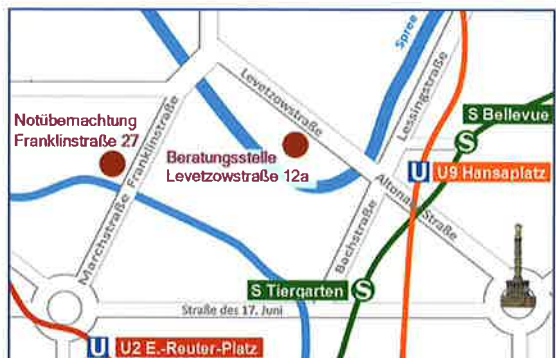 Spree
Levetzowstraße
Lessingstraße
S Bellevue
S
Notübernachtung
Franklinstraße 27
Franklinstraße
Beratungsstelle
Levetzowstraße 12a
U U9 Hansaplatz
Altonaer Straße
Marchstraße
Bachstraße
S Tiergarten S
Straße des 17. Juni
U U2 E.-Reuter-Platz